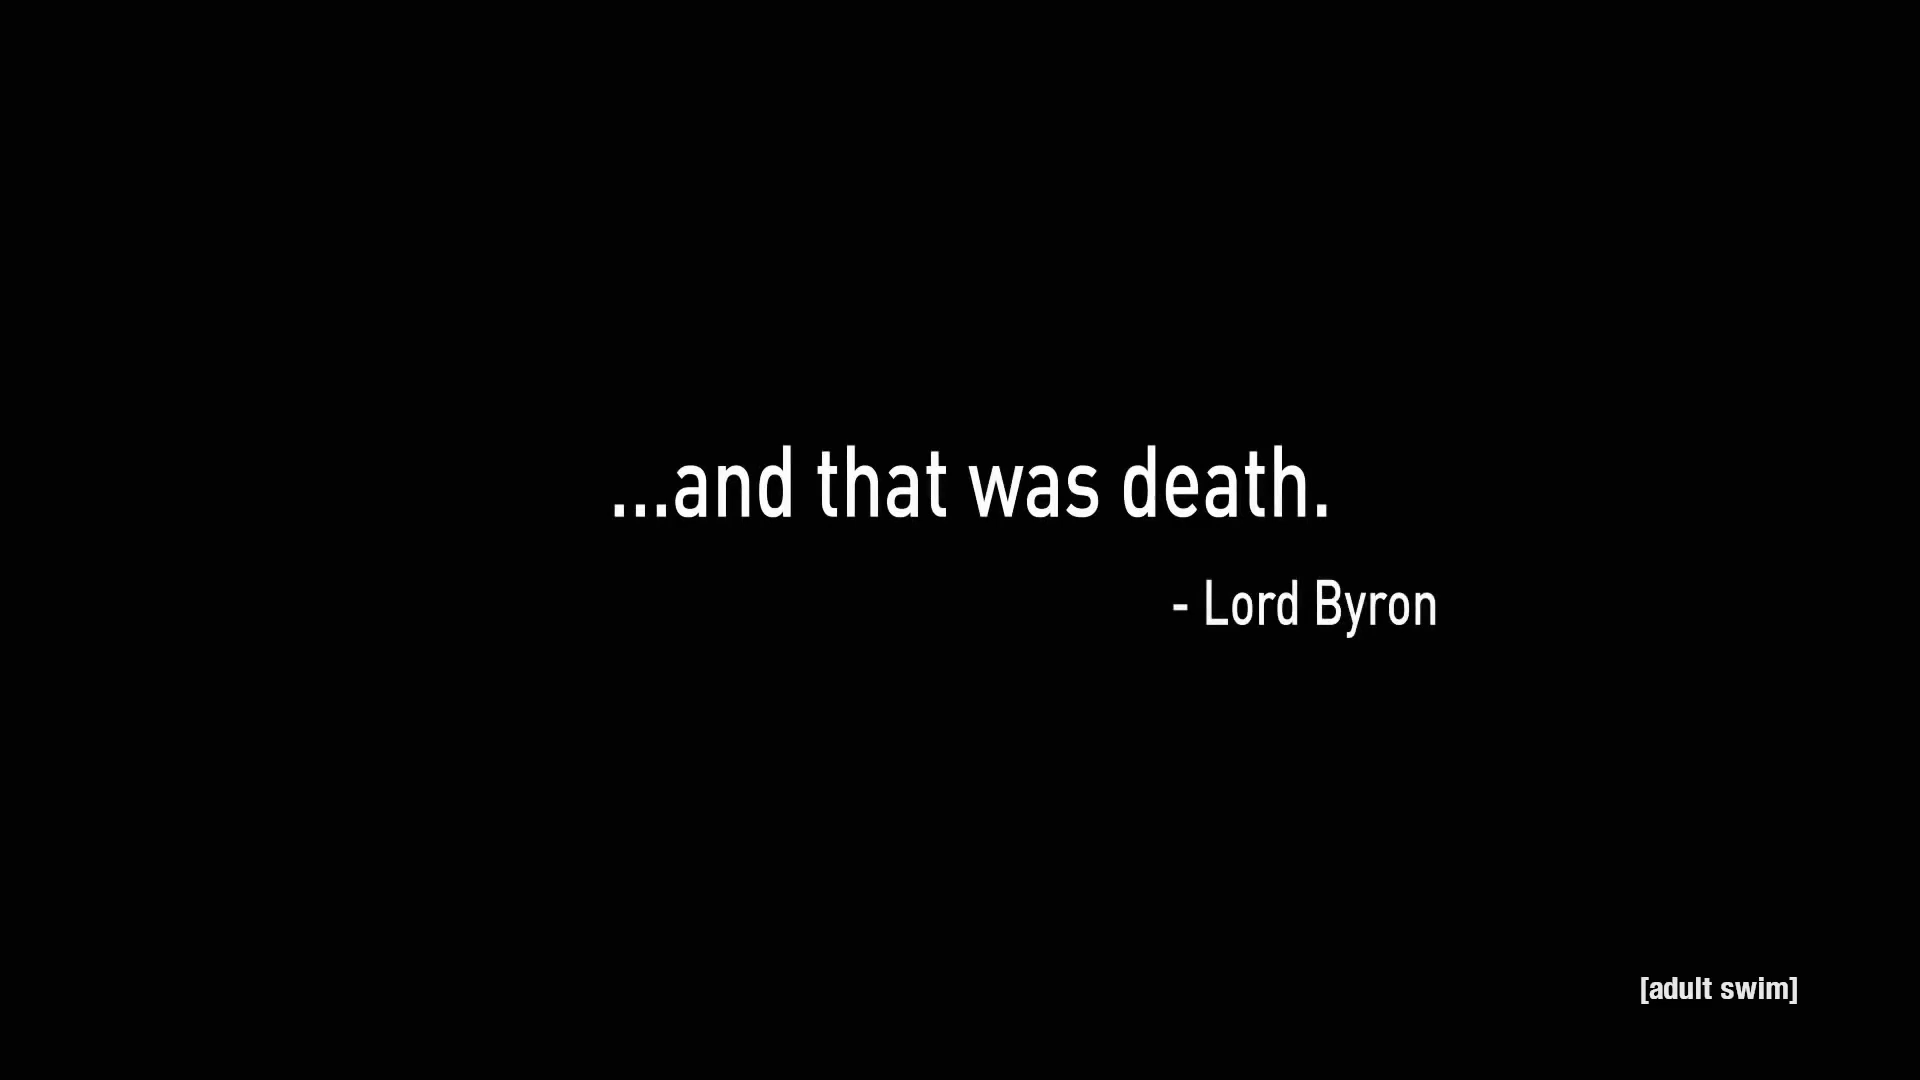 ...and that was death.
- Lord Byron
[adult swim]